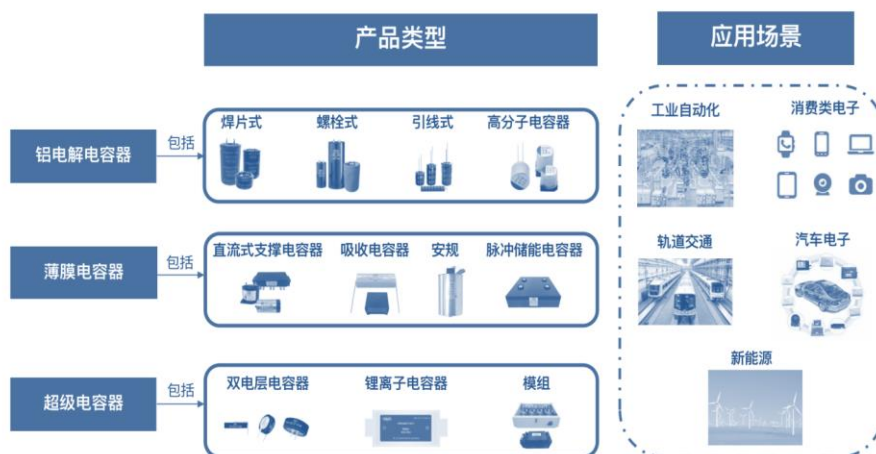 产品类型
应用场景
铝电解电容器
包括
焊片式
螺栓式
引线式
高分子电容器
薄膜电容器
包括
直流式支撑电容器
吸收电容器
安规
脉冲储能电容器
超级电容器
包括
双电层电容器
锂离子电容器
模组
工业自动化
消费类电子
轨道交通
汽车电子
新能源